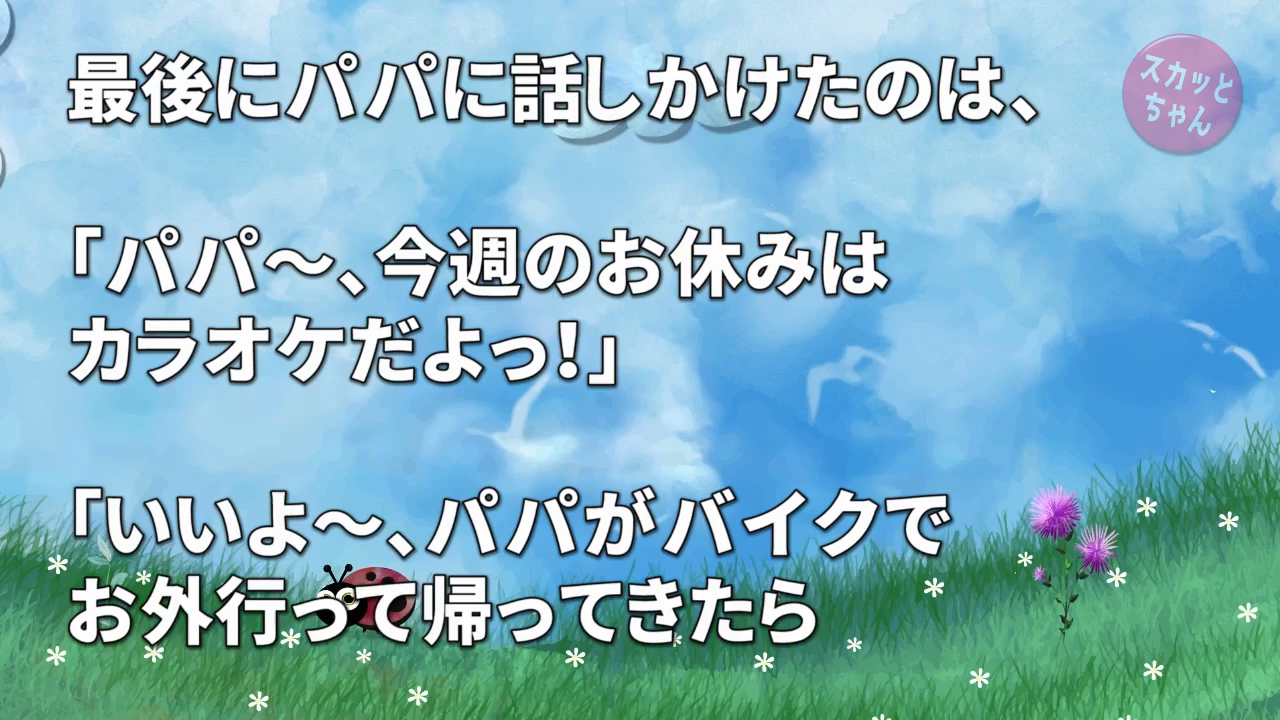 最後にパパに話しかけたのは、
スカッと
ちゃん
「パパ～、今週のお休みは
カラオケだよっ！」
「いいよ～、パパがバイクで
お外行って帰ってきたら